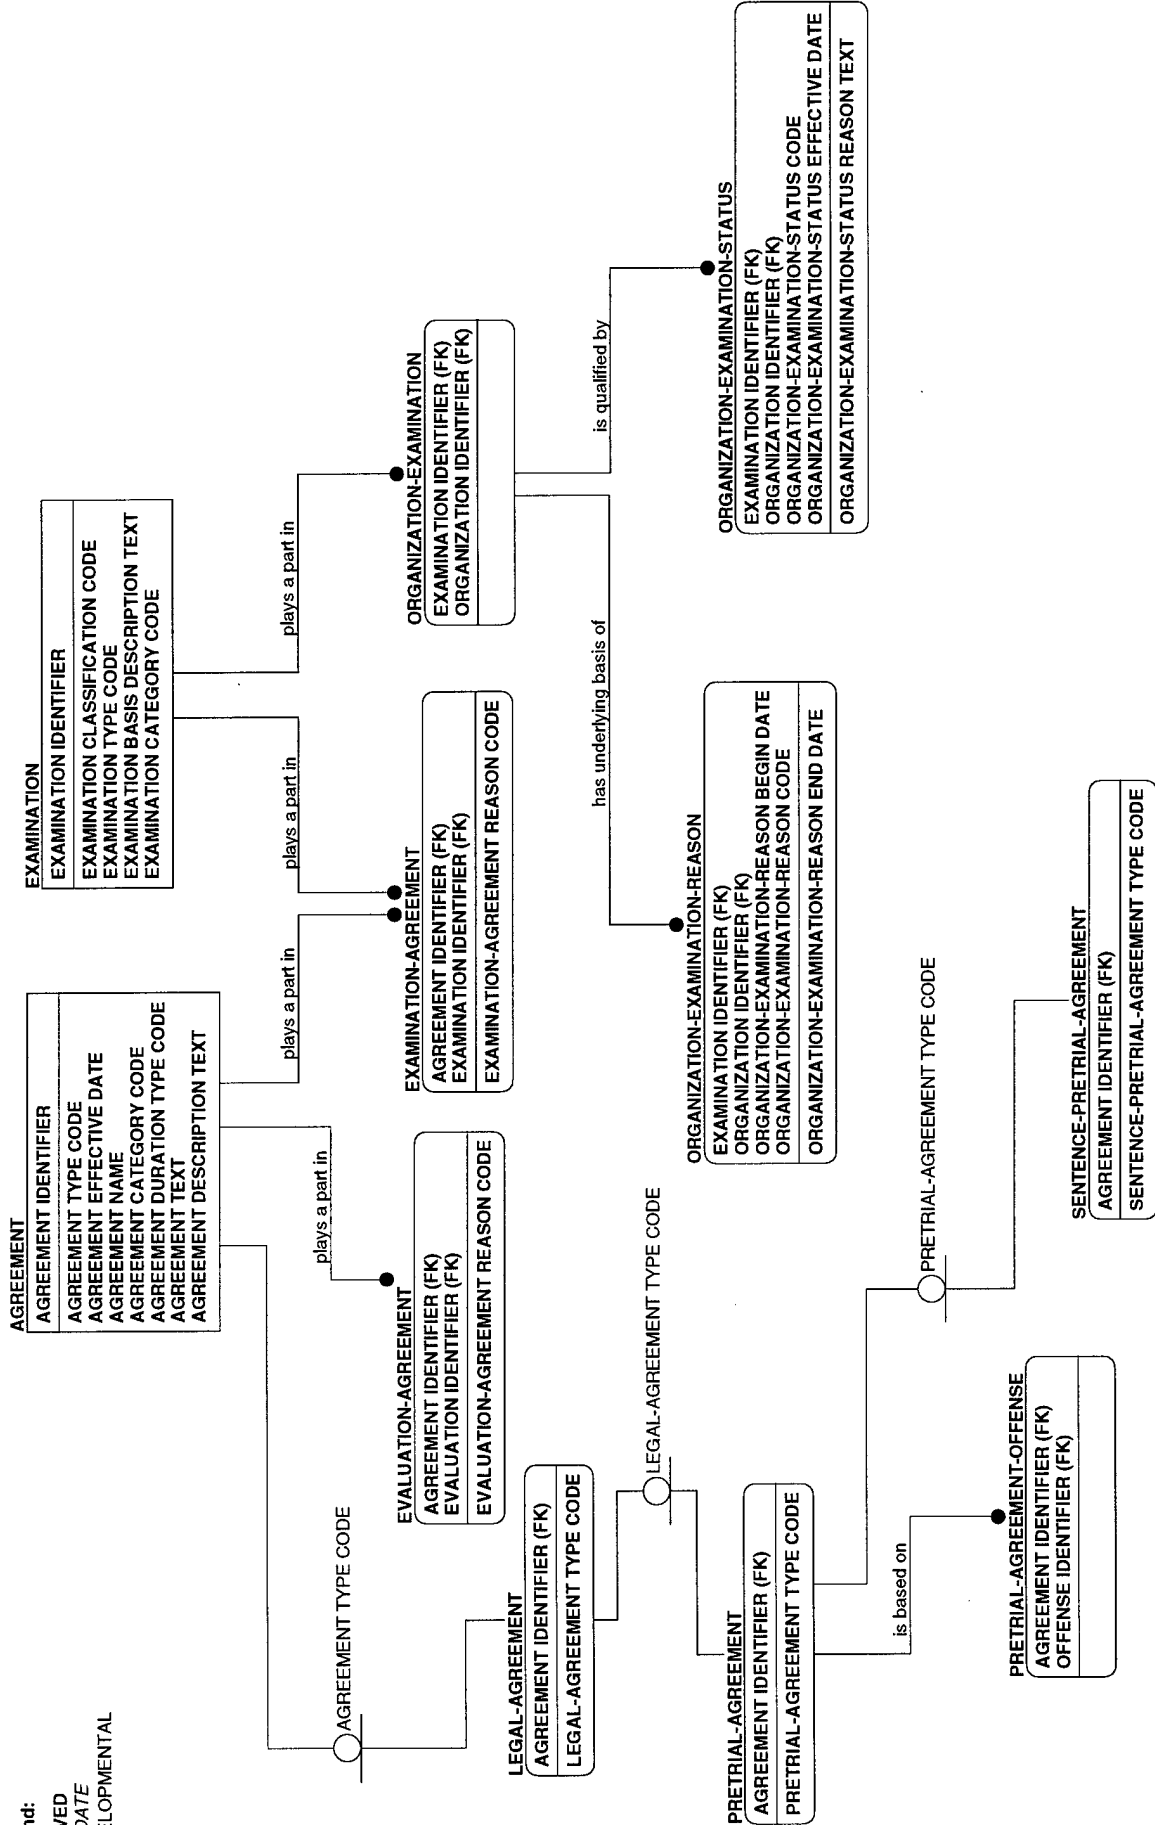 nd:
VED
DATE
ELOPMENTAL
AGREEMENT
AGREEMENT IDENTIFIER
AGREEMENT TYPE CODE
AGREEMENT EFFECTIVE DATE
AGREEMENT NAME
AGREEMENT CATEGORY CODE
AGREEMENT DURATION TYPE CODE
AGREEMENT TEXT
AGREEMENT DESCRIPTION TEXT
EXAMINATION
EXAMINATION IDENTIFIER
EXAMINATION CLASSIFICATION CODE
EXAMINATION TYPE CODE
EXAMINATION BASIS DESCRIPTION TEXT
EXAMINATION CATEGORY CODE
AGREEMENT TYPE CODE
plays a part in
plays a part in
plays a part in
plays a part in
EVALUATION-AGREEMENT
AGREEMENT IDENTIFIER (FK)
EVALUATION IDENTIFIER (FK)
EVALUATION-AGREEMENT REASON CODE
EXAMINATION-AGREEMENT
AGREEMENT IDENTIFIER (FK)
EXAMINATION IDENTIFIER (FK)
EXAMINATION-AGREEMENT REASON CODE
ORGANIZATION-EXAMINATION
EXAMINATION IDENTIFIER (FK)
ORGANIZATION IDENTIFIER (FK)
LEGAL-AGREEMENT
AGREEMENT IDENTIFIER (FK)
LEGAL-AGREEMENT TYPE CODE
LEGAL-AGREEMENT TYPE CODE
has underlying basis of
is qualified by
ORGANIZATION-EXAMINATION-REASON
EXAMINATION IDENTIFIER (FK)
ORGANIZATION IDENTIFIER (FK)
ORGANIZATION-EXAMINATION-REASON BEGIN DATE
ORGANIZATION-EXAMINATION-REASON CODE
ORGANIZATION-EXAMINATION-REASON END DATE
ORGANIZATION-EXAMINATION-STATUS
EXAMINATION IDENTIFIER (FK)
ORGANIZATION IDENTIFIER (FK)
ORGANIZATION-EXAMINATION-STATUS CODE
ORGANIZATION-EXAMINATION-STATUS EFFECTIVE DATE
ORGANIZATION-EXAMINATION-STATUS REASON TEXT
PRETRIAL-AGREEMENT
AGREEMENT IDENTIFIER (FK)
PRETRIAL-AGREEMENT TYPE CODE
is based on
PRETRIAL-AGREEMENT TYPE CODE
PRETRIAL-AGREEMENT-OFFENSE
AGREEMENT IDENTIFIER (FK)
OFFENSE IDENTIFIER (FK)
SENTENCE-PRETRIAL-AGREEMENT
AGREEMENT IDENTIFIER (FK)
SENTENCE-PRETRIAL-AGREEMENT TYPE CODE